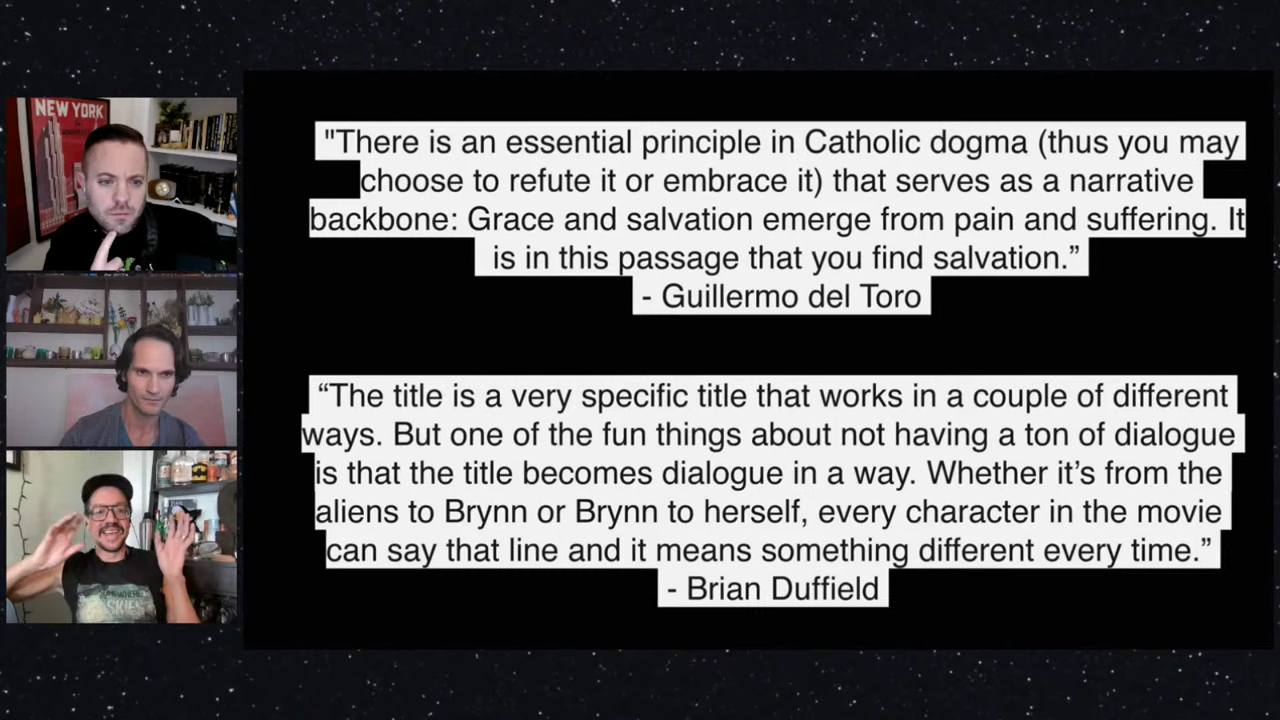 NEW YORK
"There is an essential principle in Catholic dogma (thus you may
choose to refute it or embrace it) that serves as a narrative
backbone: Grace and salvation emerge from pain and suffering. It
is in this passage that you find salvation.”
- Guillermo del Toro
“The title is a very specific title that works in a couple of different
ways. But one of the fun things about not having a ton of dialogue
is that the title becomes dialogue in a way. Whether it’s from the
aliens to Brynn or Brynn to herself, every character in the movie
can say that line and it means something different every time.”
- Brian Duffield
SKIES